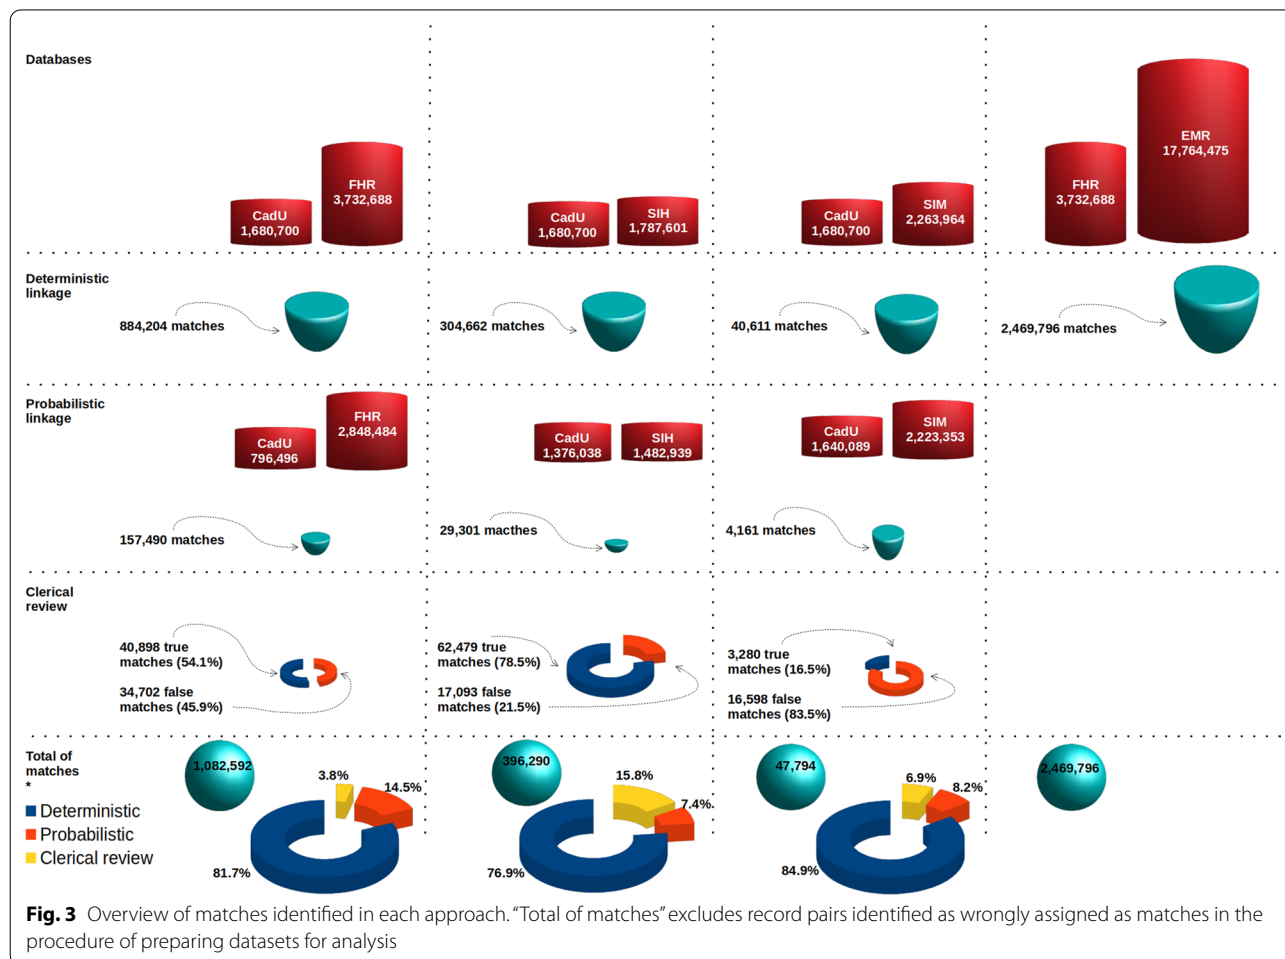 Databases
CadU
1,680,700
FHR
3,732,688
CadU
1,680,700
SIH
1,787,601
CadU
1,680,700
SIM
2,263,964
FHR
3,732,688
EMR
17,764,475
Deterministic
linkage
884,204 matches
304,662 matches
40,611 matches
2,469,796 matches
Probabilistic
linkage
CadU
796,496
FHR
2,848,484
CadU
1,376,038
SIH
1,482,939
CadU
1,640,089
SIM
2,223,353
157,490 matches
29,301 macthes
4,161 matches
Clerical
review
40,898 true
matches (54.1%)
34,702 false
matches (45.9%)
62,479 true
matches (78.5%)
17,093 false
matches (21.5%)
3,280 true
matches (16.5%)
16,598 false
matches (83.5%)
Total of
matches
*
1,082,592
3.8%
14.5%
81.7%
396,290
15.8%
7.4%
76.9%
47,794
6.9%
8.2%
84.9%
2,469,796
Deterministic
Probabilistic
Clerical review
Fig. 3 Overview of matches identified in each approach. “Total of matches” excludes record pairs identified as wrongly assigned as matches in the
procedure of preparing datasets for analysis